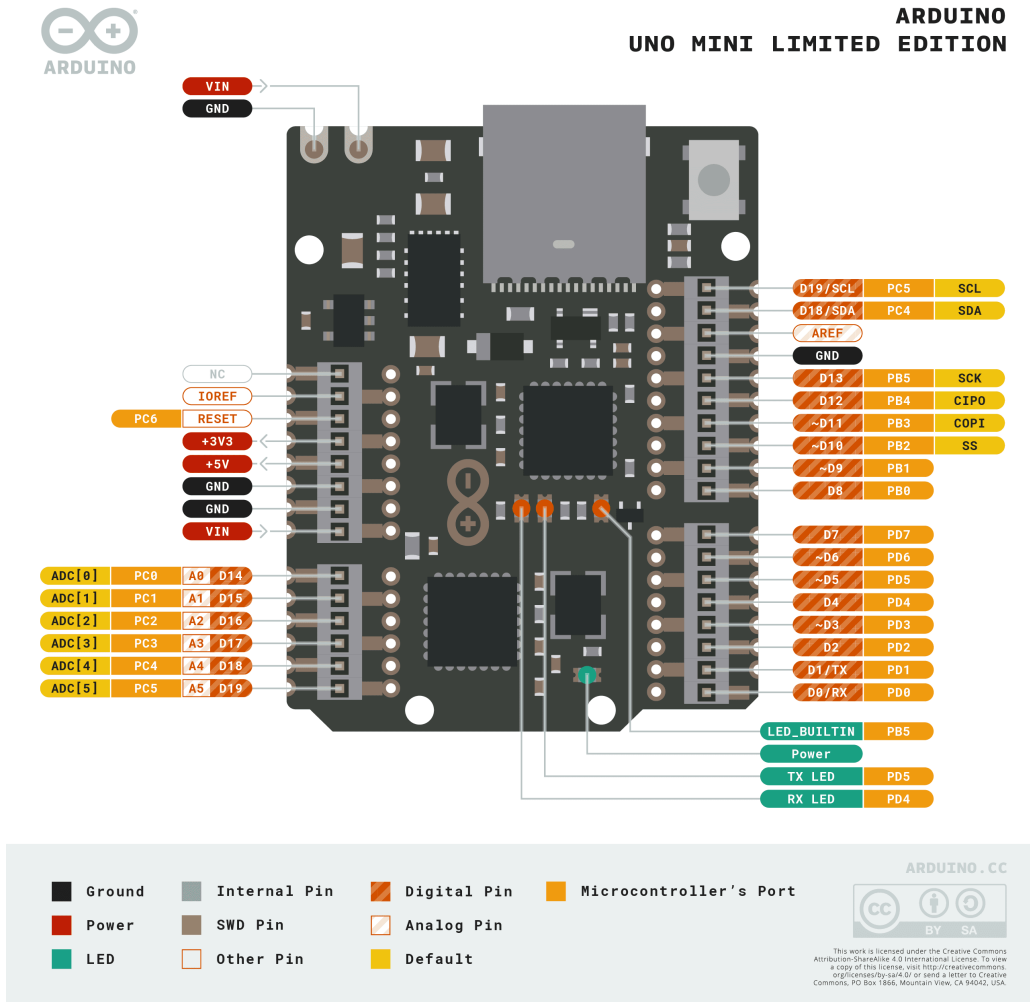 ARDUINO
ARDUINO
UNO MINI LIMITED EDITION
VIN
GND
NC
IOREF
PC6 RESET
+3V3
+5V
GND
GND
VIN
ADC[0] PC0 A0 D14
ADC[1] PC1 A1 D15
ADC[2] PC2 A2 D16
ADC[3] PC3 A3 D17
ADC[4] PC4 A4 D18
ADC[5] PC5 A5 D19
D19/SCL PC5 SCL
D18/SDA PC4 SDA
AREF
GND
D13 PB5 SCK
D12 PB4 CIPO
~D11 PB3 COPI
~D10 PB2 SS
~D9 PB1
D8 PB0
D7 PD7
~D6 PD6
~D5 PD5
D4 PD4
~D3 PD3
D2 PD2
D1/TX PD1
D0/RX PD0
LED_BUILTIN PB5
Power
TX LED PD5
RX LED PD4
Ground
Power
LED
Internal Pin
SWD Pin
Other Pin
Digital Pin
Analog Pin
Default
Microcontroller's Port
ARDUINO.CC
cc
BY SA
This work is licensed under the Creative Commons
Attribution-ShareAlike 4.0 International License. To view
a copy of this license, visit http://creativecommons.
org/licenses/by-sa/4.0/ or send a letter to Creative
Commons, PO Box 1866, Mountain View, CA 94042, USA.